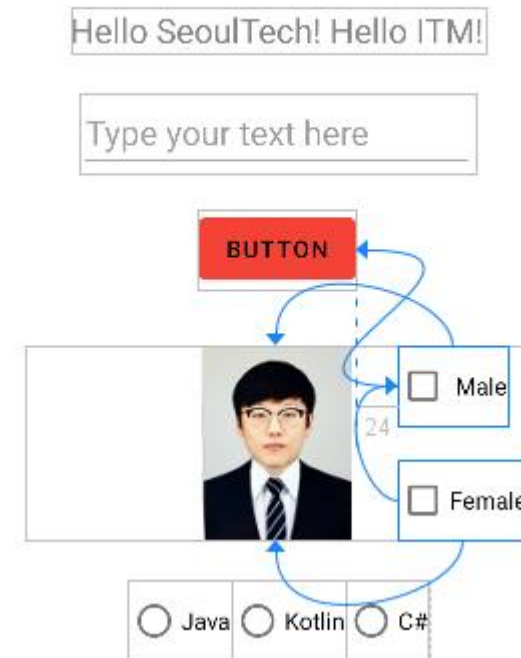 Hello SeoulTech! Hello ITM!
Type your text here
BUTTON
Male
24
Female
Java Kotlin C#